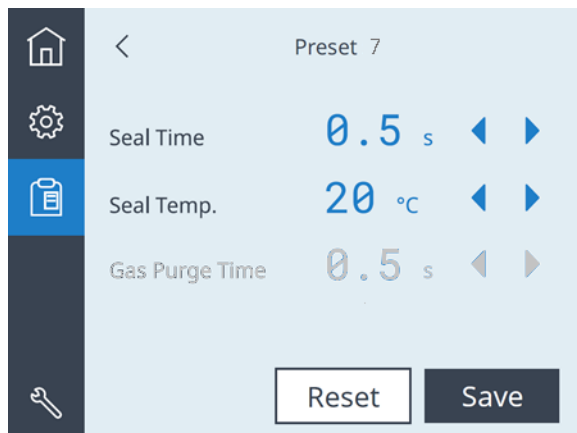 Preset 7
Seal Time 0.5 s
Seal Temp. 20 °C
Gas Purge Time 0.5 s
Reset Save